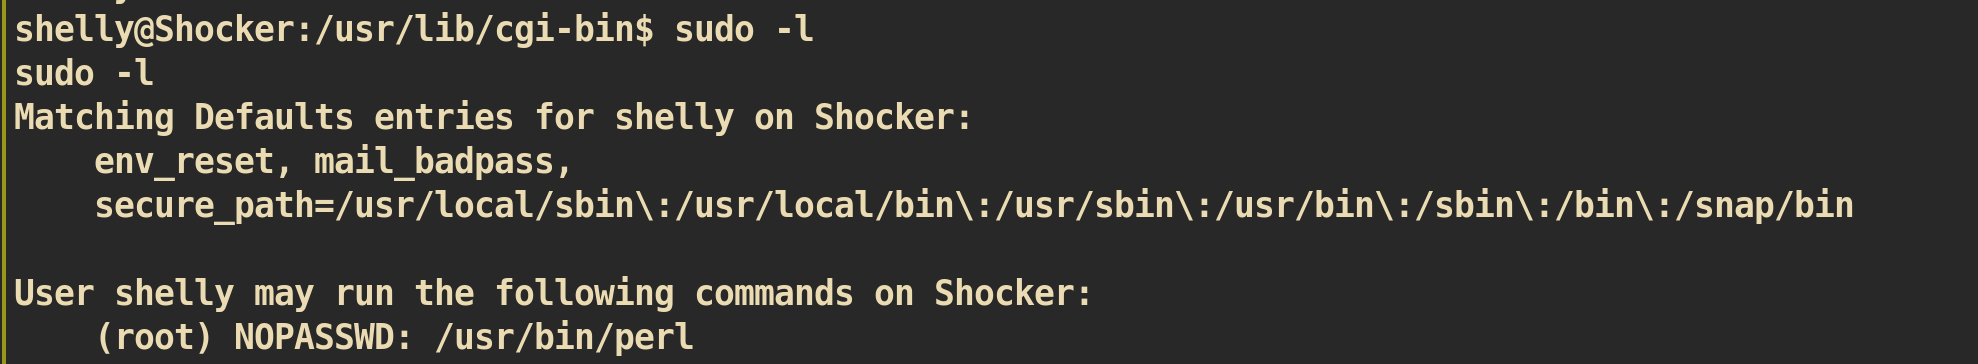 shelly@Shocker:/usr/lib/cgi-bin$ sudo -l
sudo -l
Matching Defaults entries for shelly on Shocker:
    env_reset, mail_badpass,
    secure_path=/usr/local/sbin\:/usr/local/bin\:/usr/sbin\:/usr/bin\:/sbin\:/bin\:/snap/bin

User shelly may run the following commands on Shocker:
    (root) NOPASSWD: /usr/bin/perl